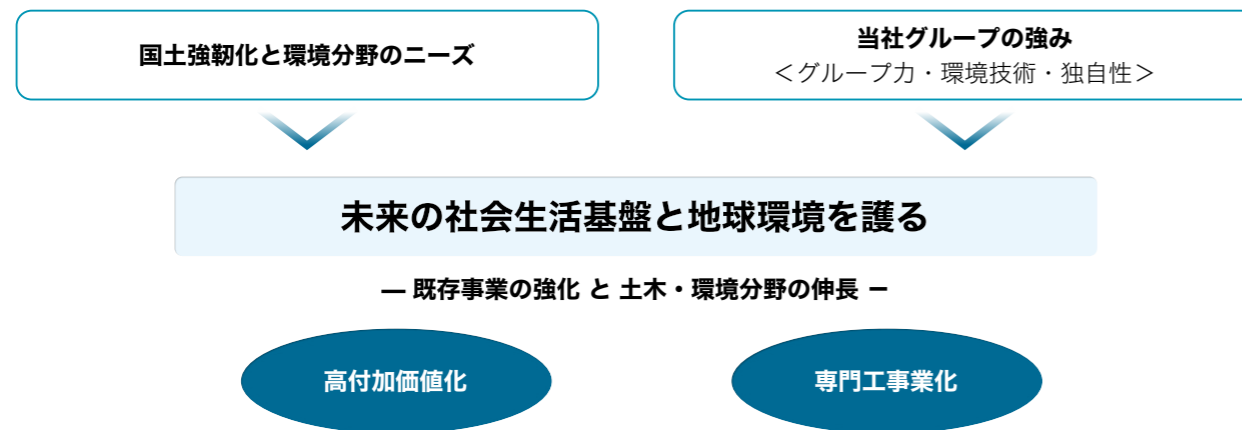 国土強靭化と環境分野のニーズ
当社グループの強み
＜グループ力・環境技術・独自性＞
未来の社会生活基盤と地球環境を護る
― 既存事業の強化 と 土木・環境分野の伸長 －
高付加価値化
専門工事業化